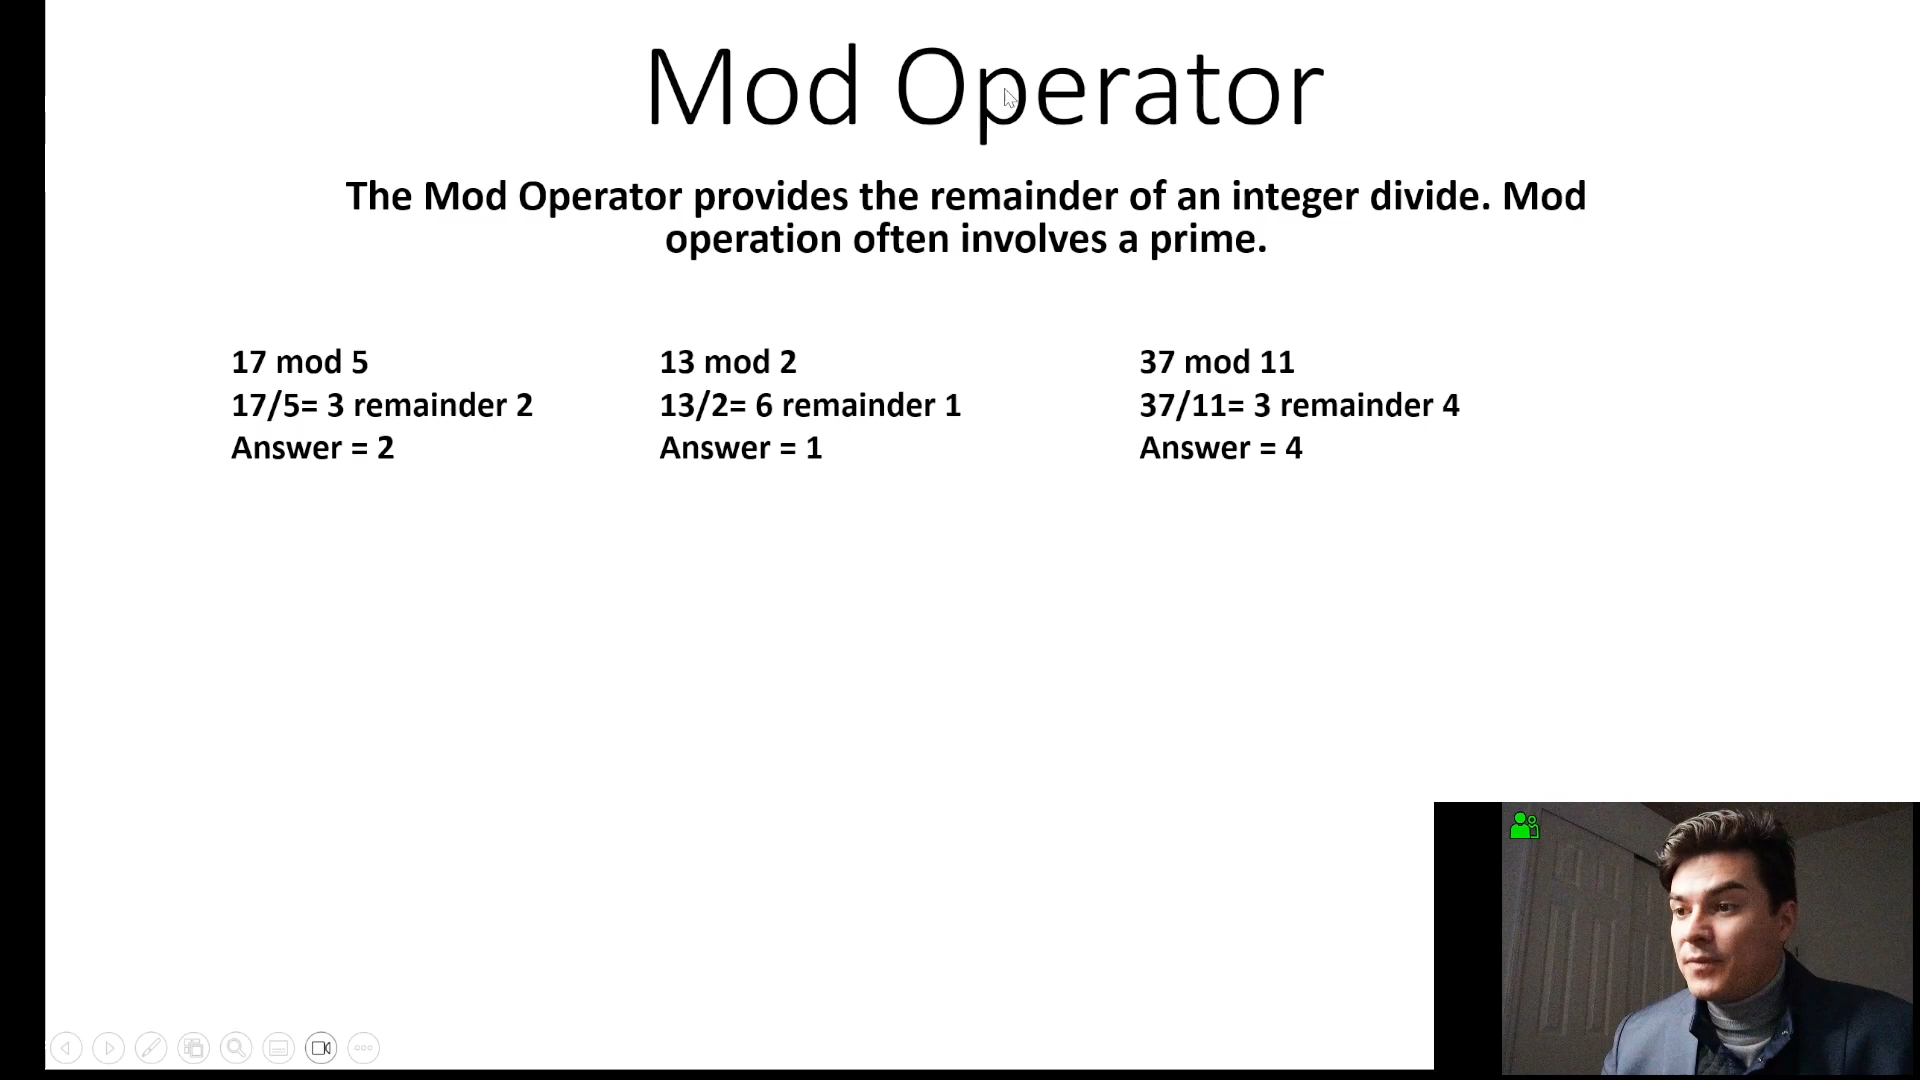 Mod Operator
The Mod Operator provides the remainder of an integer divide. Mod
operation often involves a prime.
17 mod 5
17/5= 3 remainder 2
Answer = 2
13 mod 2
13/2= 6 remainder 1
Answer = 1
37 mod 11
37/11= 3 remainder 4
Answer = 4